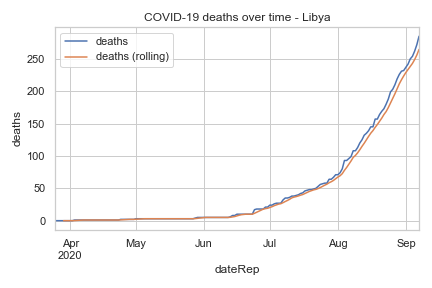 COVID-19 deaths over time - Libya
deaths
deaths (rolling)
deaths
250
200
150
100
50
0
Apr May Jun Jul Aug Sep
2020
dateRep